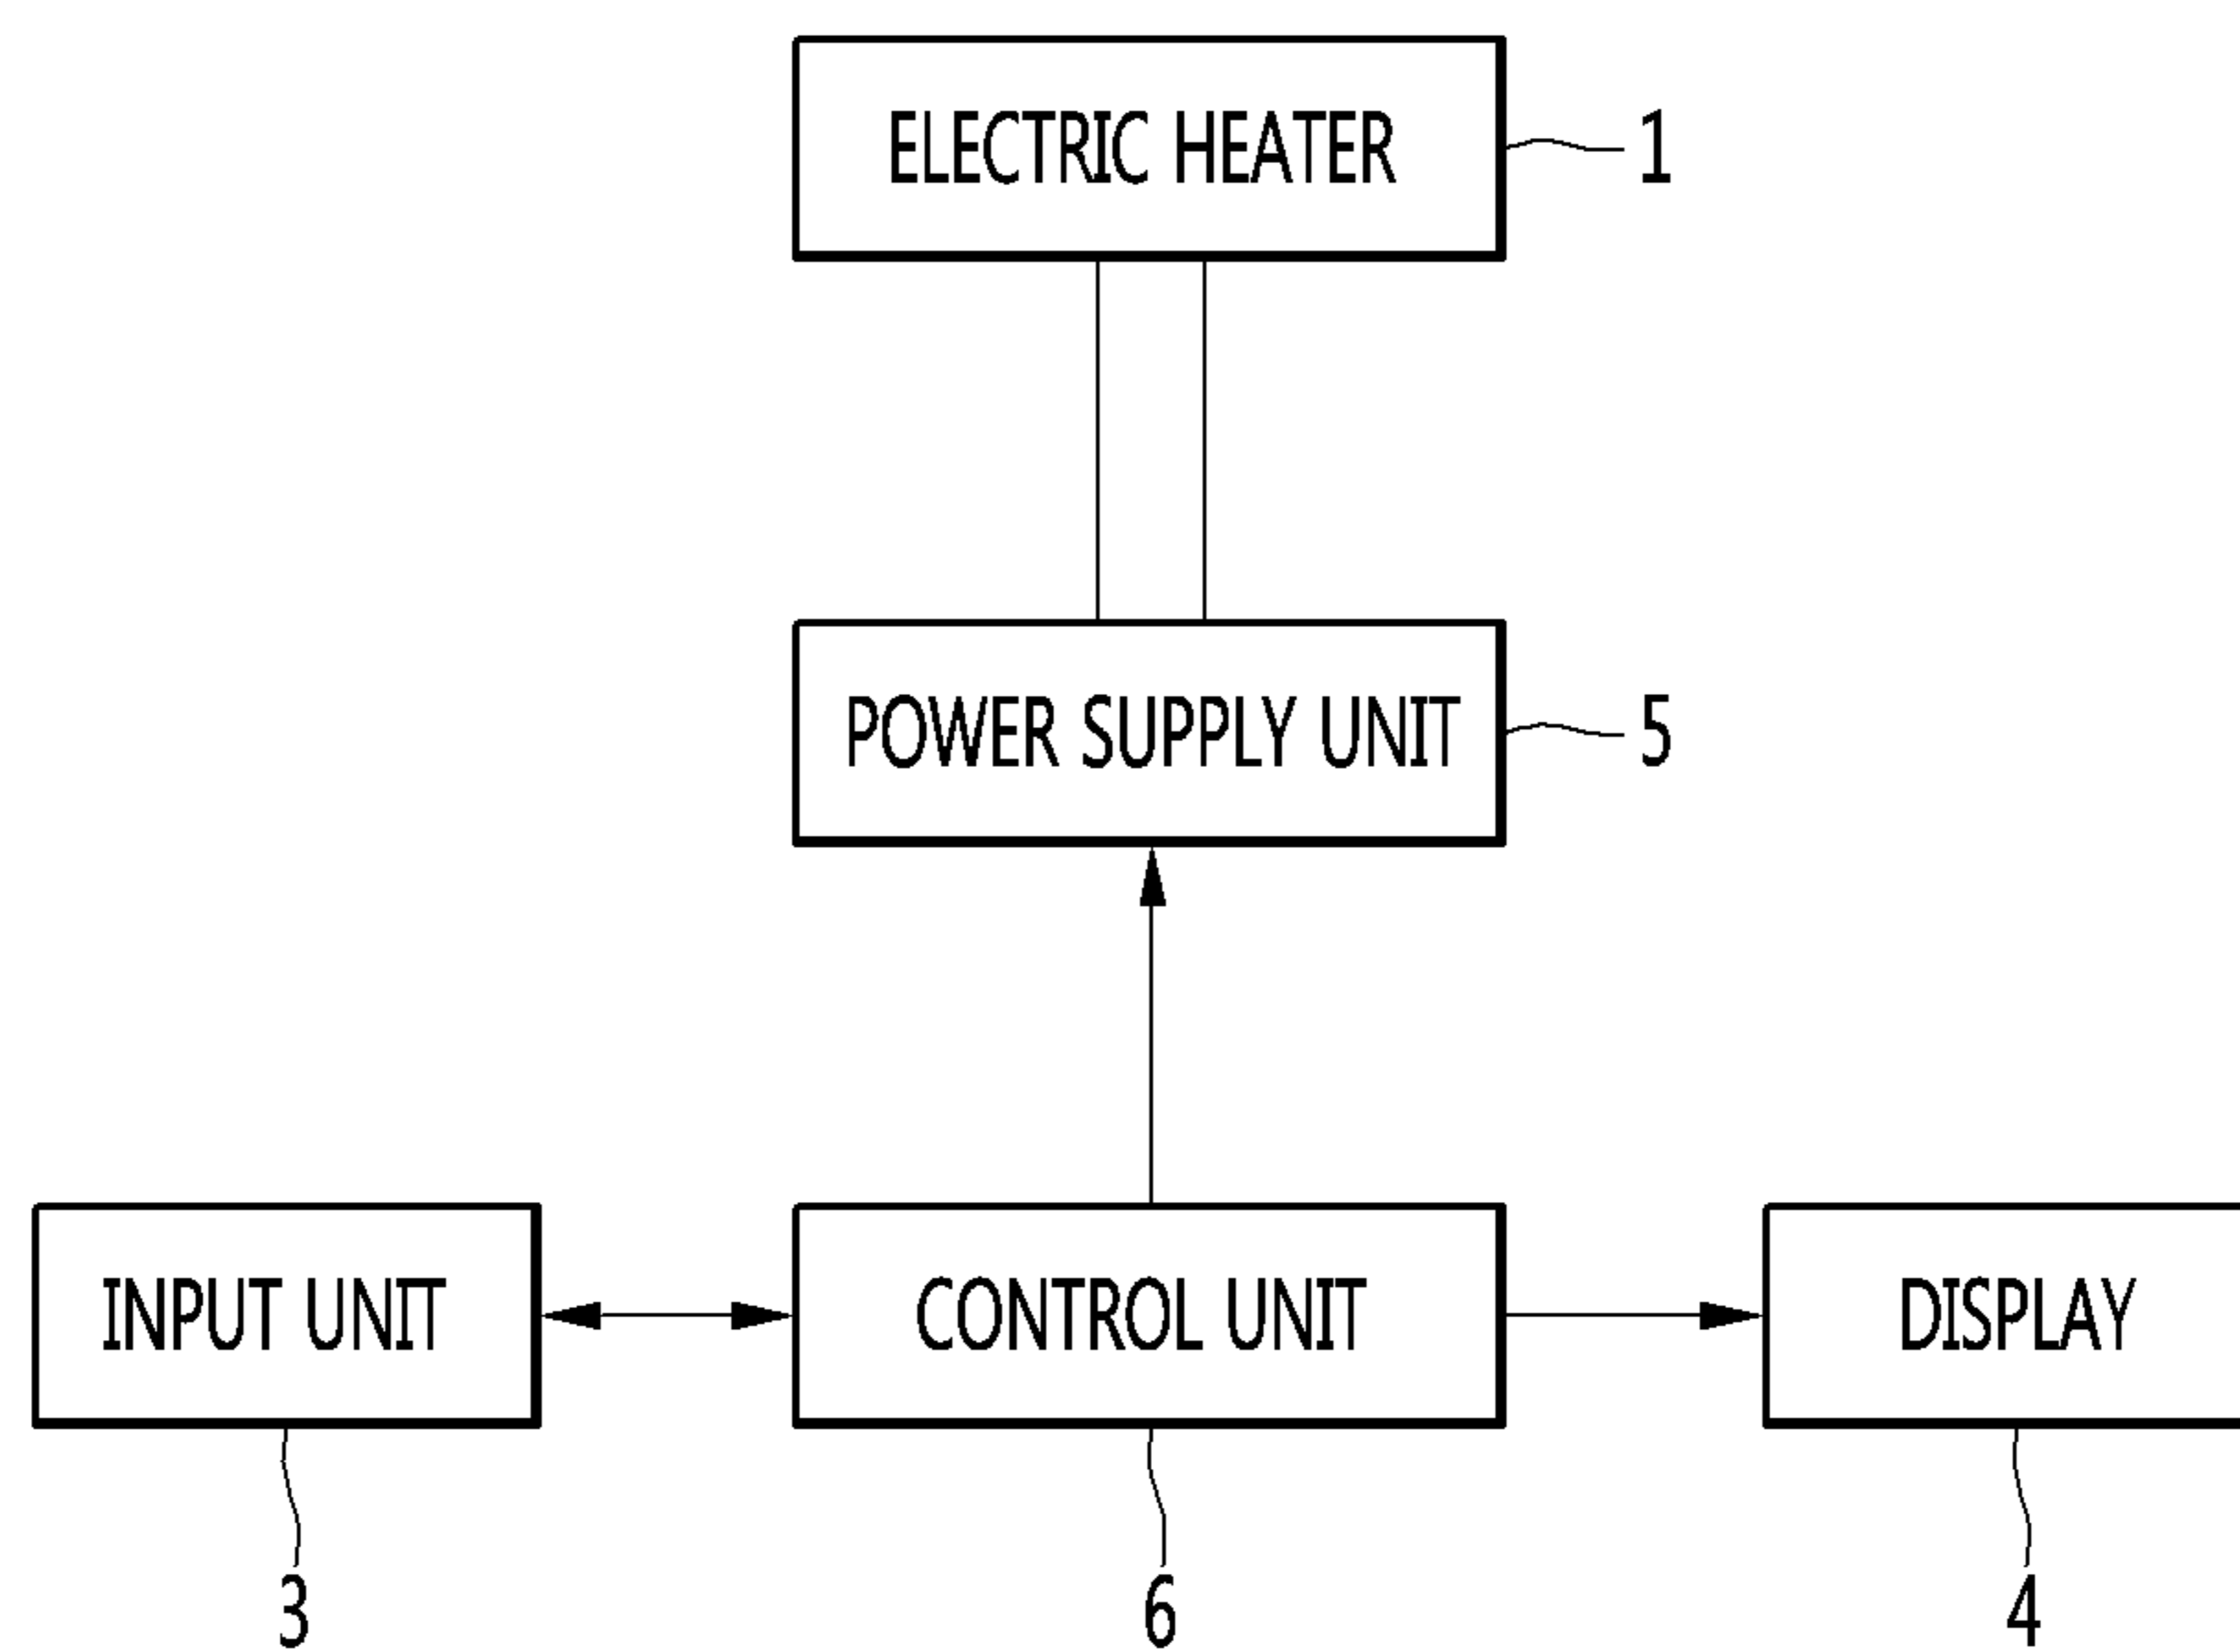 ELECTRIC HEATER 1
POWER SUPPLY UNIT 5
INPUT UNIT CONTROL UNIT DISPLAY
3 6 4